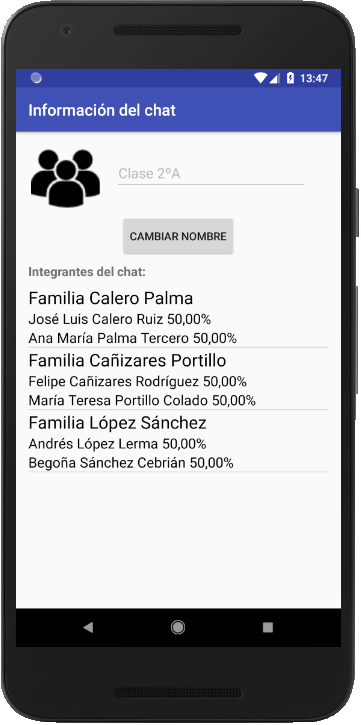 13:47
Información del chat
Clase 2ºA
CAMBIAR NOMBRE
Integrantes del chat:
Familia Calero Palma
José Luis Calero Ruiz 50,00%
Ana María Palma Tercero 50,00%
Familia Cañizares Portillo
Felipe Cañizares Rodríguez 50,00%
María Teresa Portillo Colado 50,00%
Familia López Sánchez
Andrés López Lerma 50,00%
Begoña Sánchez Cebrián 50,00%